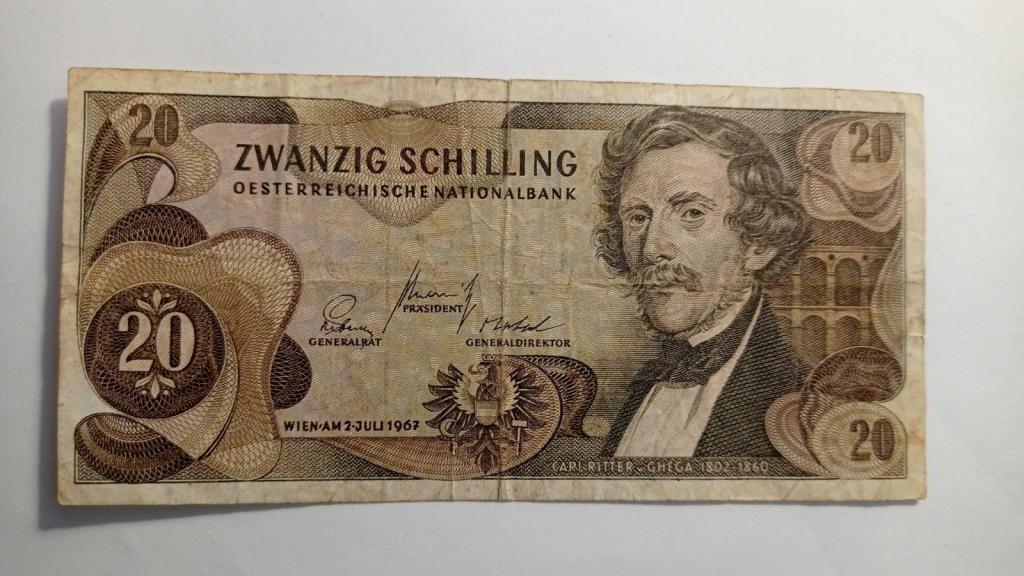 20
20
ZWANZIG SCHILLING
OESTERREICHISCHE NATIONALBANK
PRÄSIDENT
GENERALRAT
GENERALDIREKTOR
20
WIEN·AM 2·JULI 1967
20
CARL RITTER v. GHEGA 1802-1860